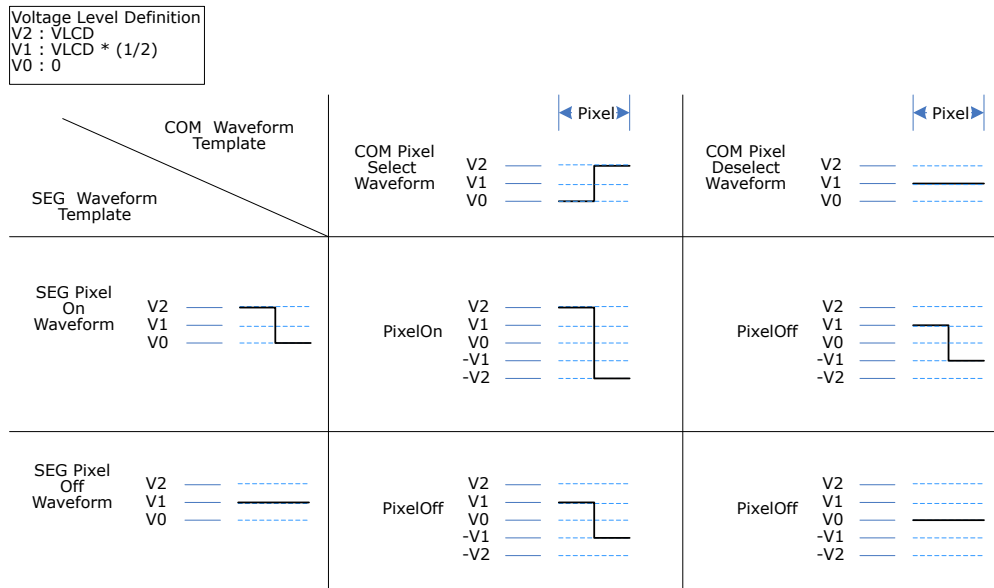 Voltage Level Definition
V2 : VLCD
V1 : VLCD * (1/2)
V0 : 0
COM Waveform
Template
SEG Waveform
Template
Pixel
COM Pixel
Select
Waveform
V2
V1
V0
Pixel
COM Pixel
Deselect
Waveform
V2
V1
V0
SEG Pixel
On
Waveform
V2
V1
V0
PixelOn
V2
V1
V0
-V1
-V2
PixelOff
V2
V1
V0
-V1
-V2
SEG Pixel
Off
Waveform
V2
V1
V0
PixelOff
V2
V1
V0
-V1
-V2
PixelOff
V2
V1
V0
-V1
-V2